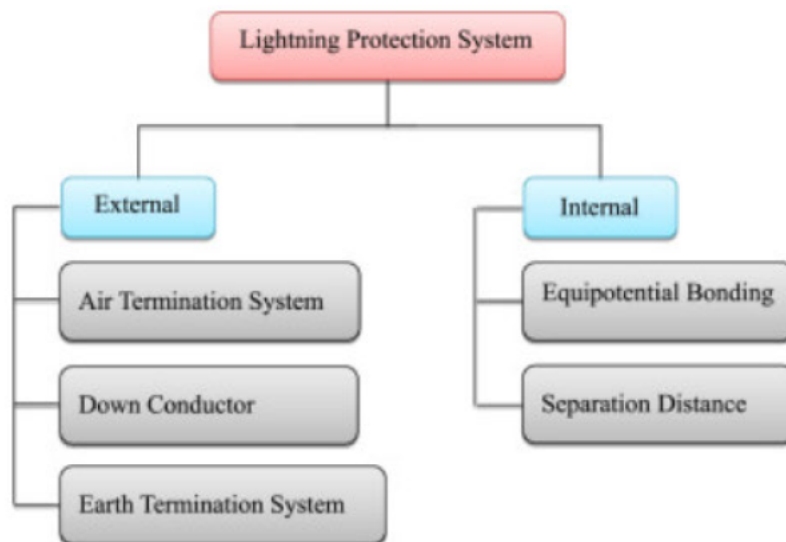 Lightning Protection System
External
Internal
Air Termination System
Equipotential Bonding
Down Conductor
Separation Distance
Earth Termination System